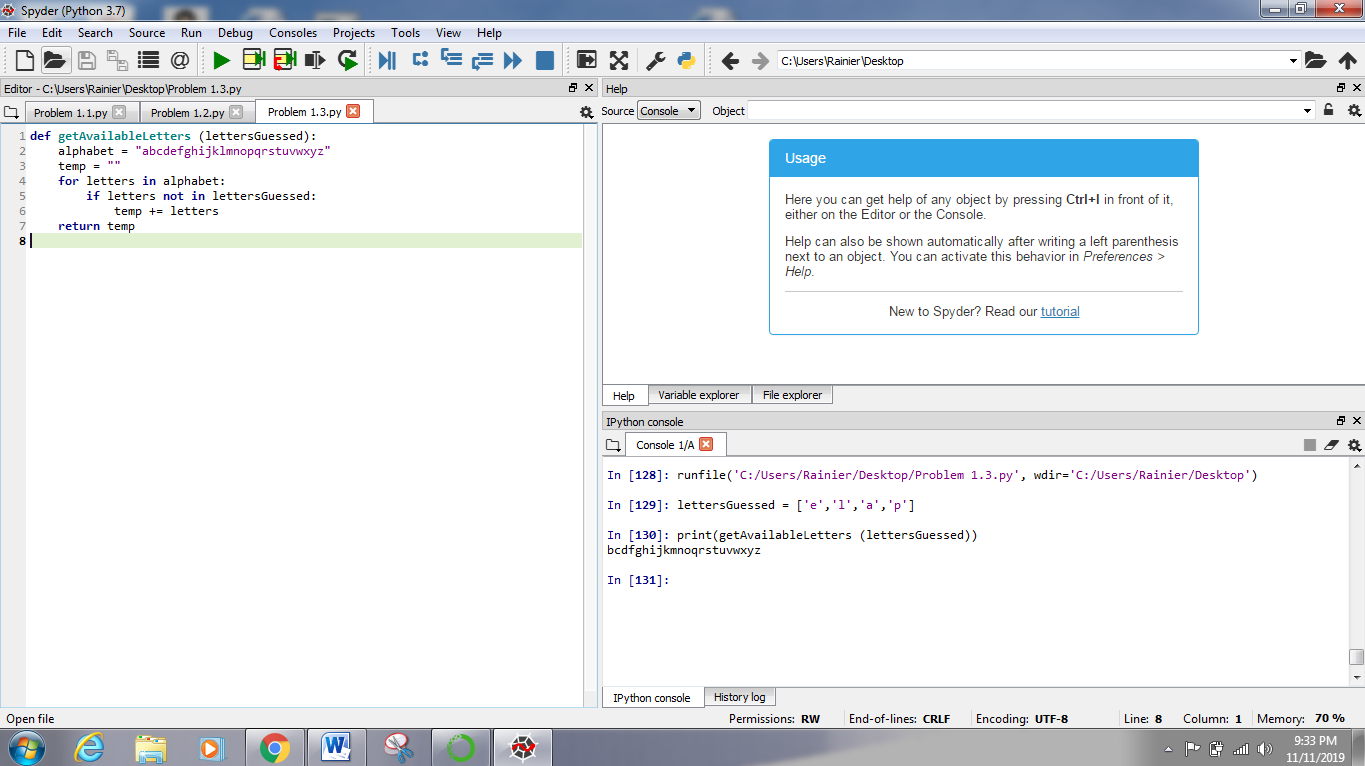 Spyder (Python 3.7)
File Edit Search Source Run Debug Consoles Projects Tools View Help
C:\Users\Rainier\Desktop
Editor - C:\Users\Rainier\Desktop\Problem 1.3.py
Problem 1.1.py Problem 1.2.py Problem 1.3.py
1 def getAvailableLetters (lettersGuessed):
2     alphabet = "abcdefghijklmnopqrstuvwxyz"
3     temp = ""
4     for letters in alphabet:
5         if letters not in lettersGuessed:
6             temp += letters
7     return temp
8
Help
Source Console Object
Usage
Here you can get help of any object by pressing Ctrl+I in front of it,
either on the Editor or the Console.
Help can also be shown automatically after writing a left parenthesis
next to an object. You can activate this behavior in Preferences >
Help.
New to Spyder? Read our tutorial
Help Variable explorer File explorer
IPython console
Console 1/A
In [128]: runfile('C:/Users/Rainier/Desktop/Problem 1.3.py', wdir='C:/Users/Rainier/Desktop')
In [129]: lettersGuessed = ['e','l','a','p']
In [130]: print(getAvailableLetters (lettersGuessed))
bcdfghijkmnoqrstuvwxyz
In [131]:
IPython console History log
Open file Permissions: RW End-of-lines: CRLF Encoding: UTF-8 Line: 8 Column: 1 Memory: 70 %
9:33 PM
11/11/2019